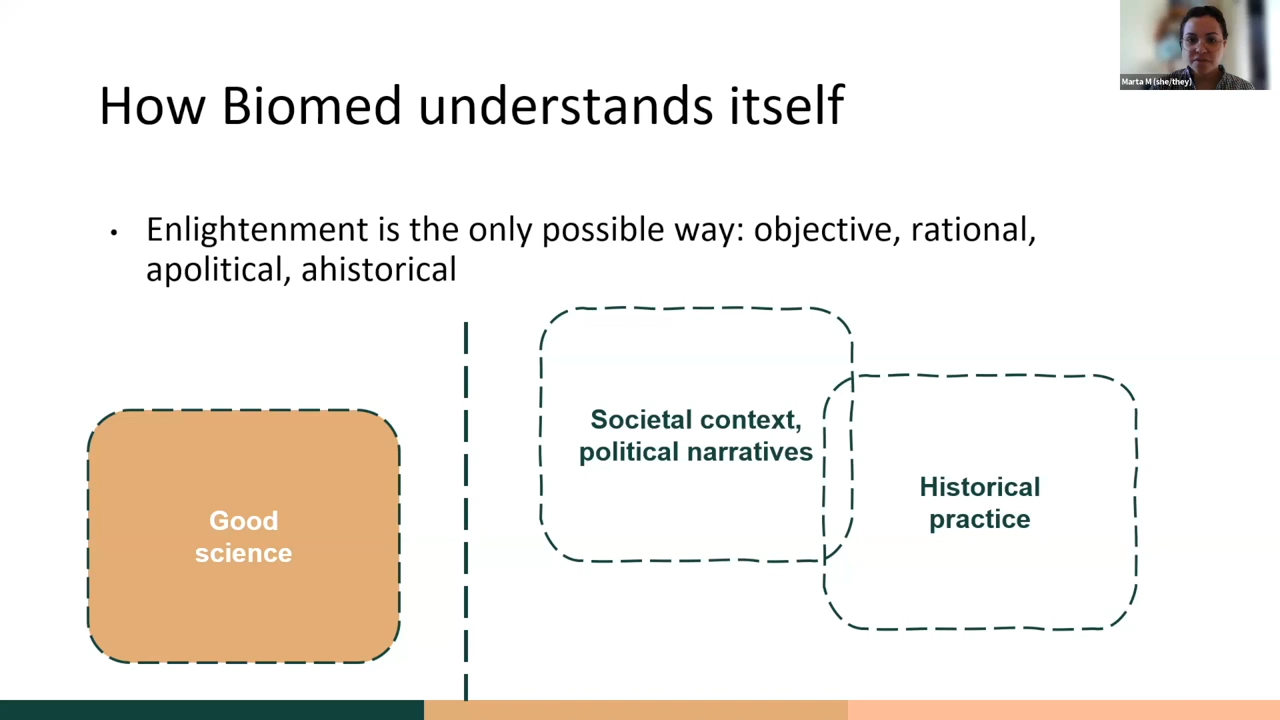 Marta M (she/they)
How Biomed understands itself
• Enlightenment is the only possible way: objective, rational,
apolitical, ahistorical
Societal context,
political narratives
Historical
practice
Good
science